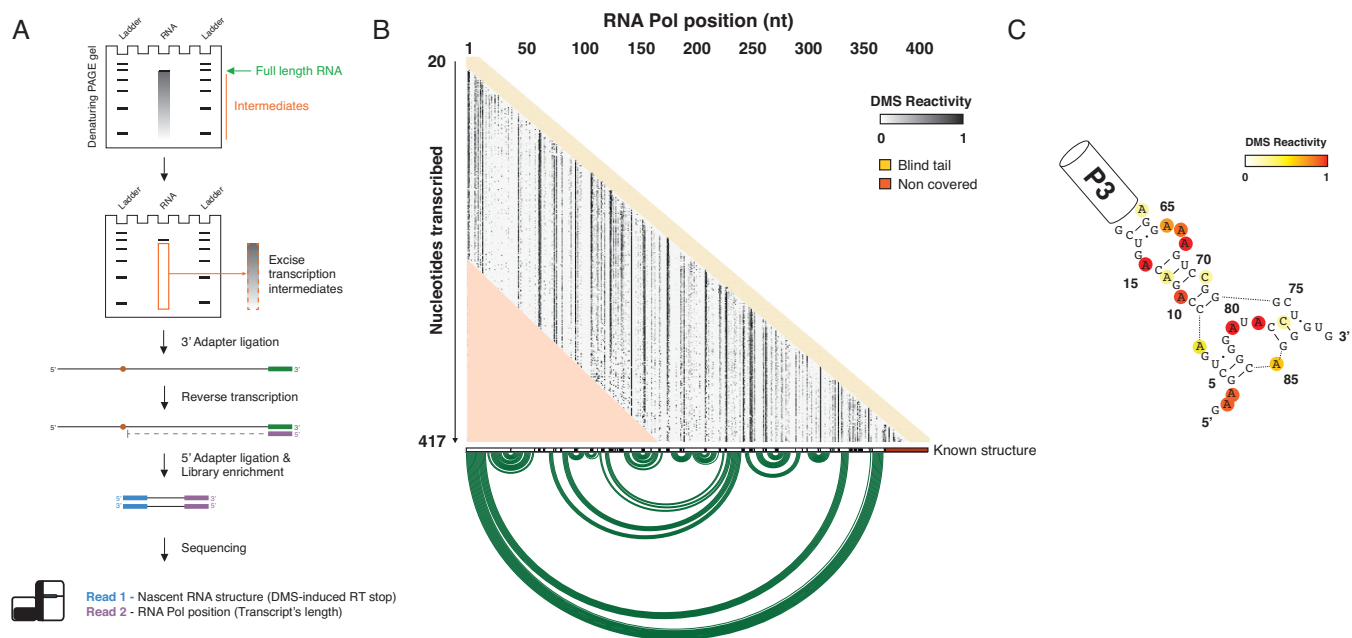 A
Ladder
RNA
Ladder
Denaturing PAGE gel
Full length RNA
Intermediates
Ladder
RNA
Ladder
Excise
transcription
intermediates
3' Adapter ligation
5'
3'
Reverse transcription
5'
3'
5'
5' Adapter ligation &
Library enrichment
5'
3'
3'
5'
Sequencing
Read 1 - Nascent RNA structure (DMS-induced RT stop)
Read 2 - RNA Pol position (Transcript's length)
B
RNA Pol position (nt)
1 50 100 150 200 250 300 350 400
20
Nucleotides transcribed
417
DMS Reactivity
0 1
Blind tail
Non covered
Known structure
C
DMS Reactivity
0 1
P3
A
65
G G A A A
G C U G A
G U C C G G
70
15
A C A G A C C
10
G C U
75
G U G 3'
80
A U A C C
G G A
85
A G U C
G G G C
5
G A A
5' G